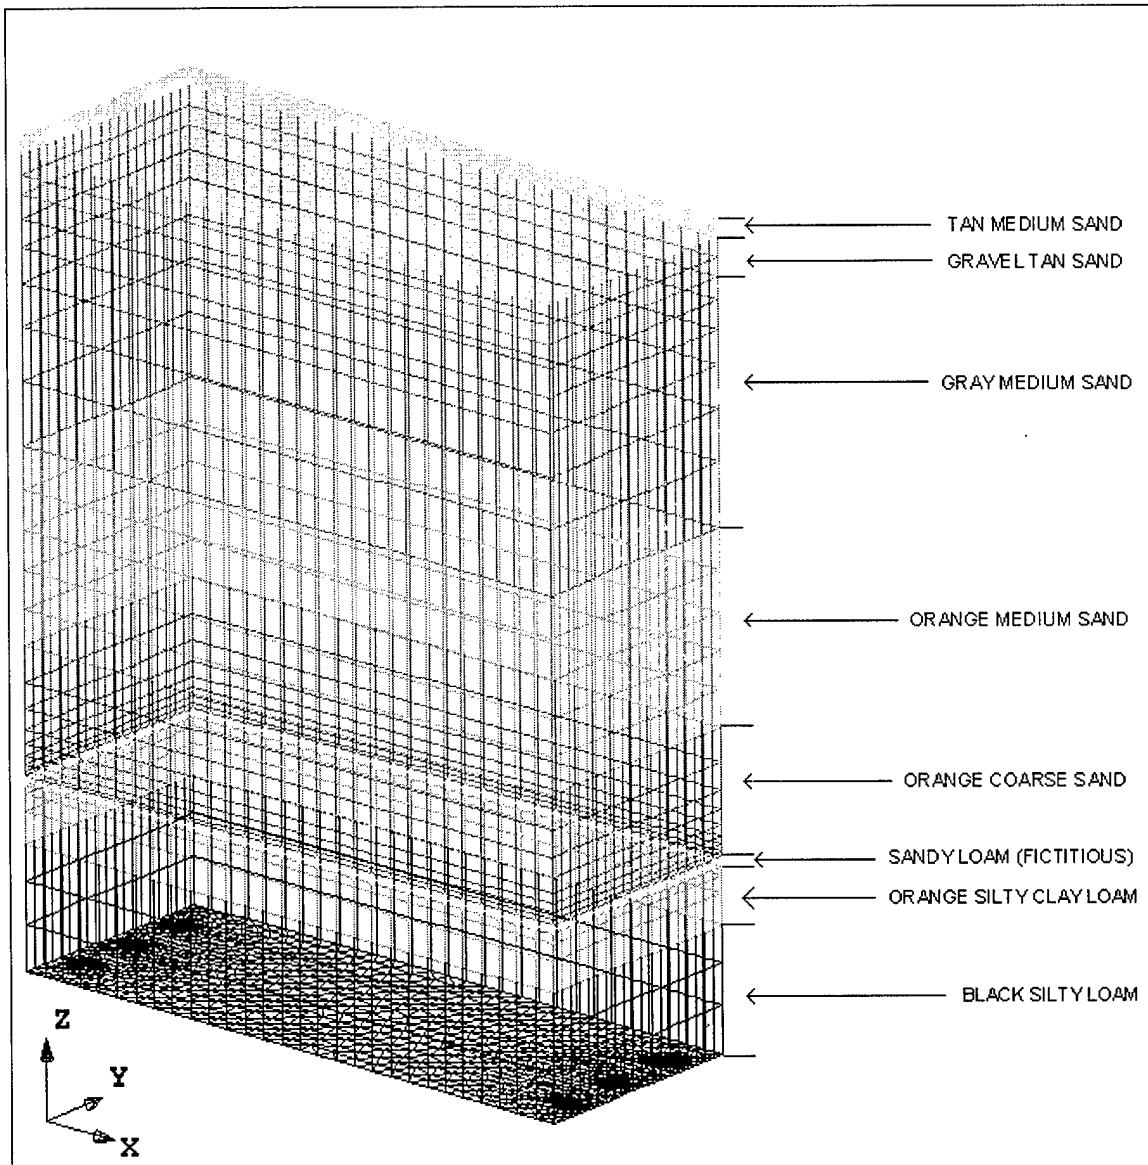 TAN MEDIUM SAND
GRAVEL TAN SAND
GRAY MEDIUM SAND
ORANGE MEDIUM SAND
ORANGE COARSE SAND
SANDY LOAM (FICTITIOUS)
ORANGE SILTY CLAY LOAM
BLACK SILTY LOAM
Z
Y
X